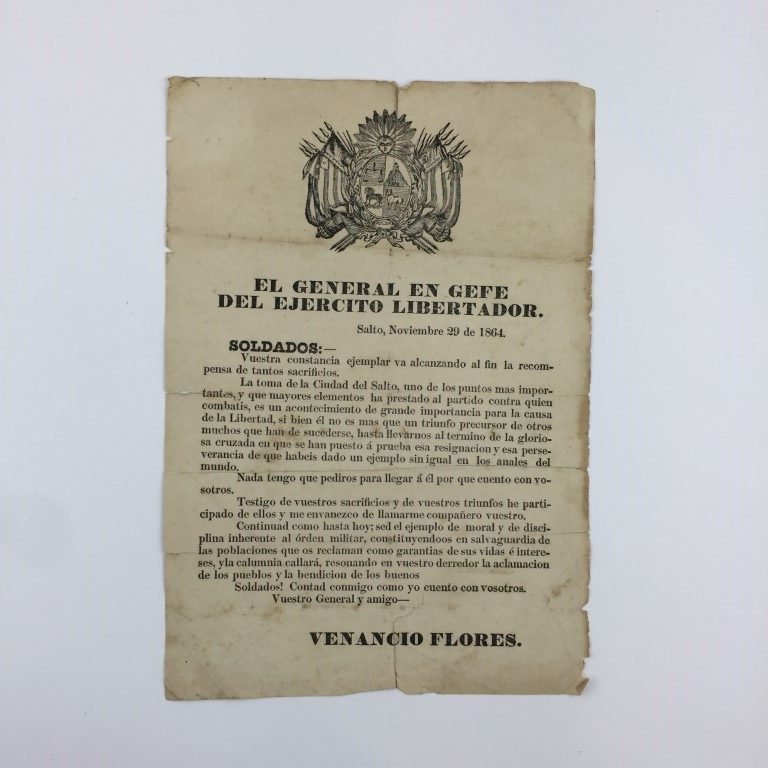 EL GENERAL EN GEFE
DEL EJERCITO LIBERTADOR.
Salto, Noviembre 29 de 1864.
SOLDADOS:—
Vuestra constancia ejemplar va alcanzando al fin la recom-
pensa de tantos sacrificios.
La toma de la Ciudad del Salto, uno de los puntos mas impor-
tantes, y que mayores elementos ha prestado al partido contra quien
combatis, es un acontecimiento de grande importancia para la causa
de la Libertad, si bien él no es mas que un triunfo precursor de otros
muchos que han de sucederse, hasta llevarnos al termino de la glorio-
sa cruzada en que se han puesto á prueba esa resignacion y esa perse-
verancia de que habeis dado un ejemplo sin igual en los anales del
mundo.
Nada tengo que pediros para llegar á él por que cuento con vo-
sotros.
Testigo de vuestros sacrificios y de vuestros triunfos he parti-
cipado de ellos y me envanezco de llamarme compañero vuestro.
Continuad como hasta hoy; sed el ejemplo de moral y de disci-
plina inherente al órden militar, constituyendoos en salvaguardia de
las poblaciones que os reclaman como garantias de sus vidas é intere-
ses, y la calumnia callará, resonando en vuestro derredor la aclamacion
de los pueblos y la bendicion de los buenos
Soldados! Contad conmigo como yo cuento con vosotros.
Vuestro General y amigo—
VENANCIO FLORES.